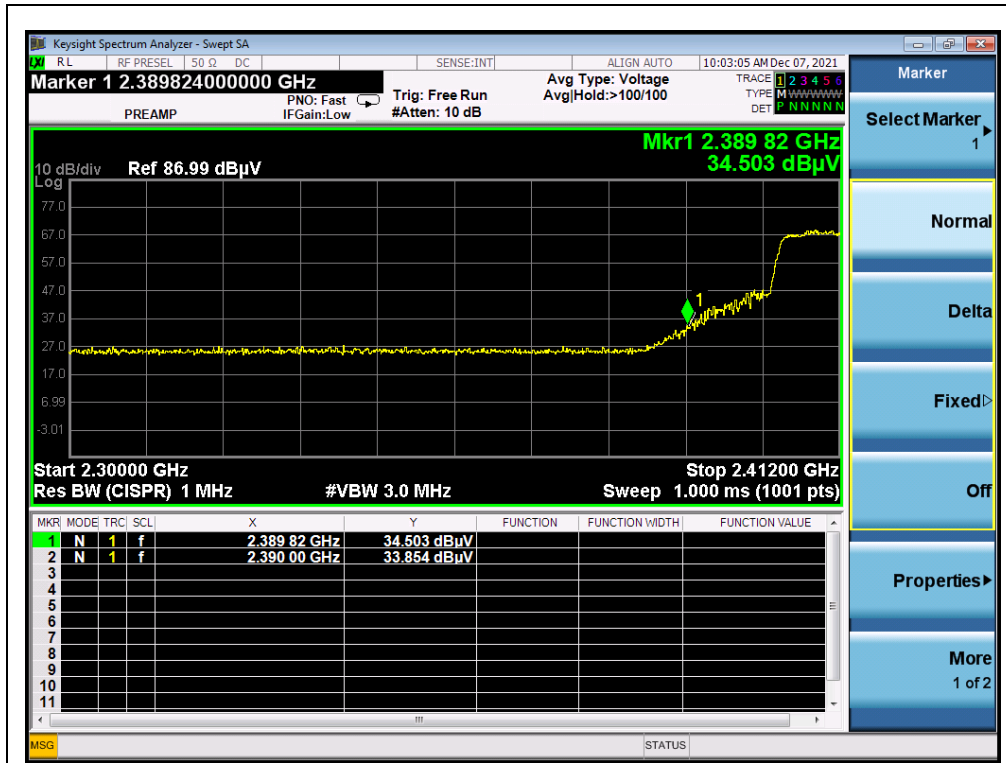 Keysight Spectrum Analyzer - Swept SA
LXI RL RF PRESEL 50 Ω DC SENSE:INT ALIGN AUTO 10:03:05 AM Dec 07, 2021
Marker 1 2.389824000000 GHz
PREAMP
PNO: Fast
IFGain:Low
Trig: Free Run
#Atten: 10 dB
Avg Type: Voltage
Avg|Hold:>100/100
TRACE 1 2 3 4 5 6
TYPE M WWWWW
DET P N N N N N
Mkr1 2.389 82 GHz
34.503 dBµV
10 dB/div Ref 86.99 dBµV
Log
77.0
67.0
57.0
47.0
37.0
27.0
17.0
6.99
-3.01
1
Start 2.30000 GHz Stop 2.41200 GHz
Res BW (CISPR) 1 MHz #VBW 3.0 MHz Sweep 1.000 ms (1001 pts)
MKR MODE TRC SCL X Y FUNCTION FUNCTION WIDTH FUNCTION VALUE
1 N 1 f 2.389 82 GHz 34.503 dBµV
2 N 1 f 2.390 00 GHz 33.854 dBµV
3
4
5
6
7
8
9
10
11
MSG STATUS
Marker
Select Marker
1
Normal
Delta
Fixed
Off
Properties
More
1 of 2